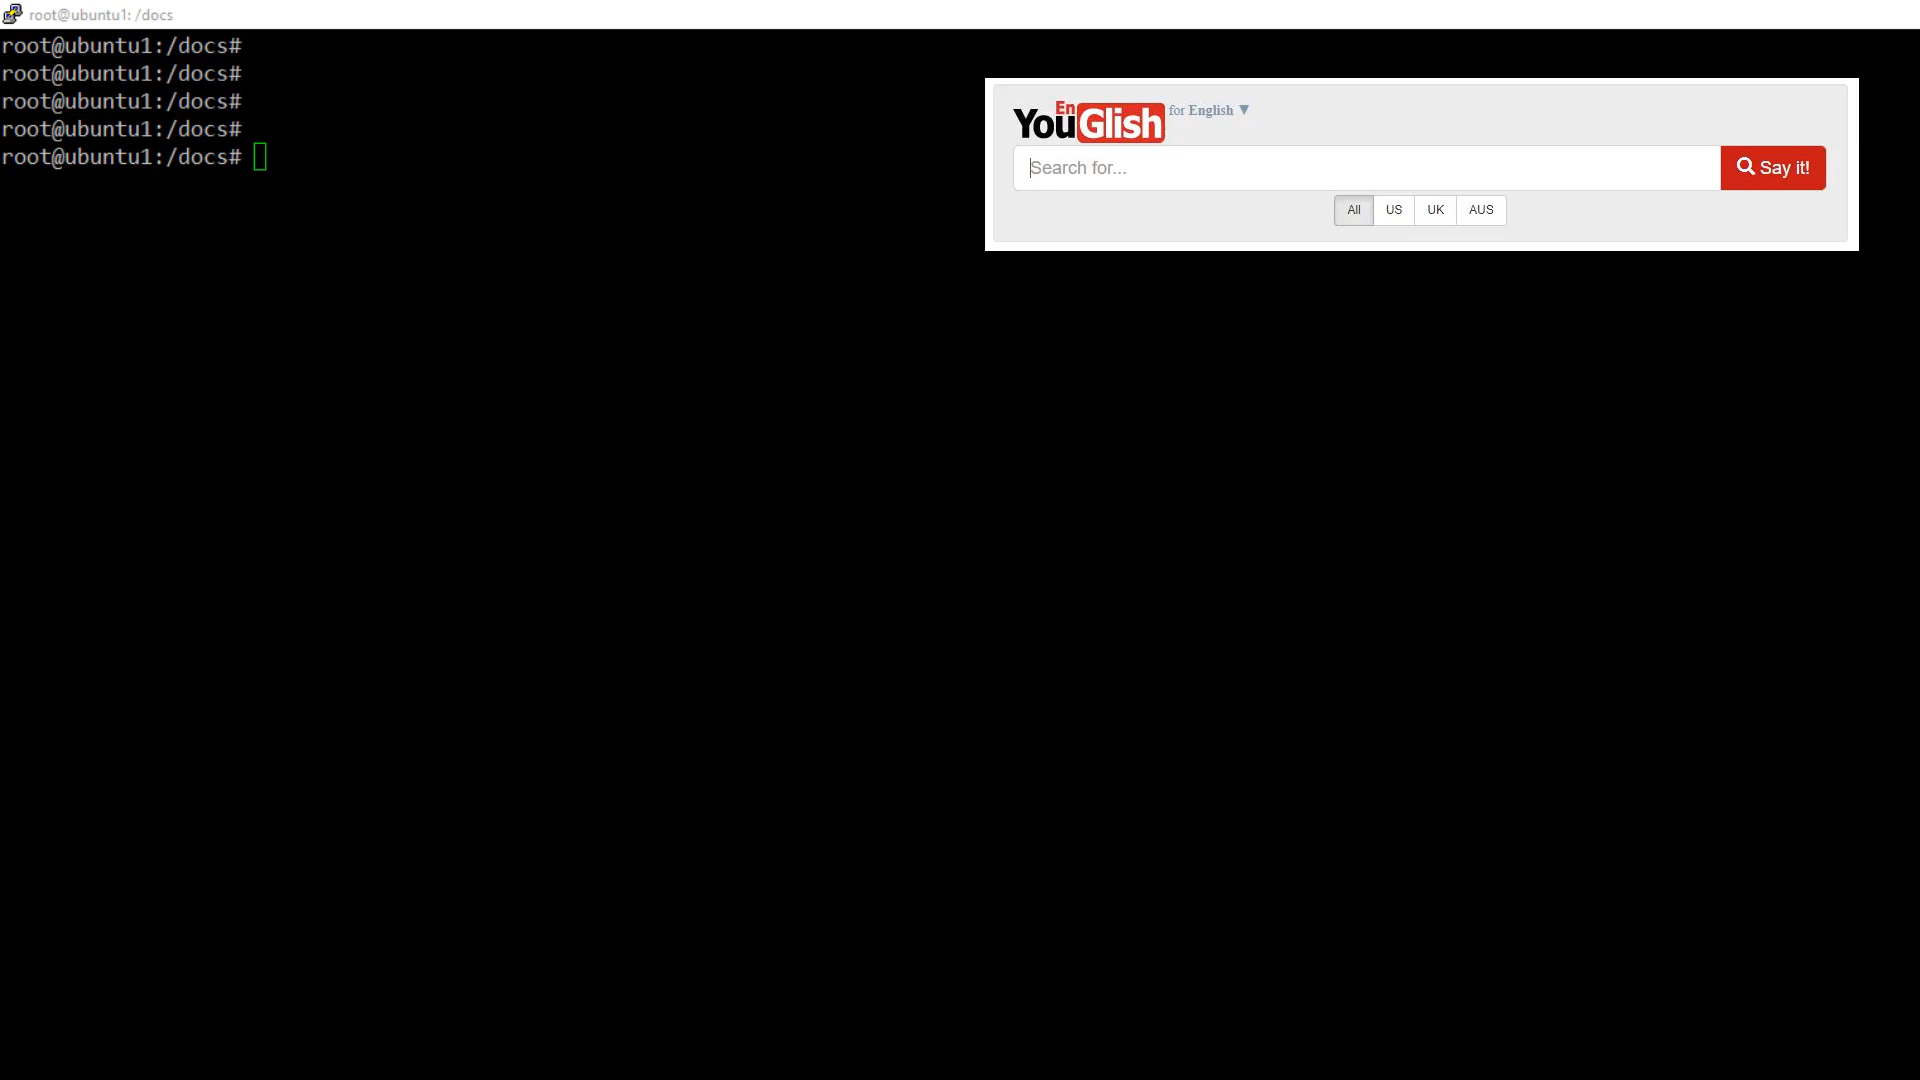 root@ubuntu1: /docs
root@ubuntu1:/docs#
root@ubuntu1:/docs#
root@ubuntu1:/docs#
root@ubuntu1:/docs#
root@ubuntu1:/docs#
YouGlish En for English ▼
Search for... Say it!
All US UK AUS